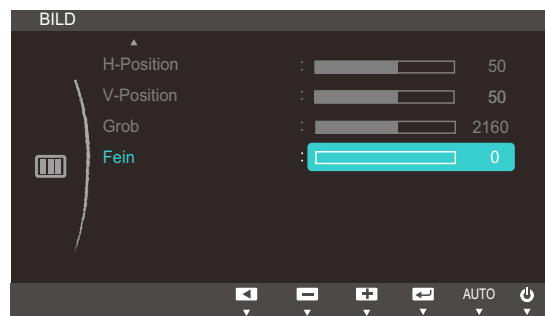 BILD
H-Position : 50
V-Position : 50
Grob : 2160
Fein : 0
AUTO